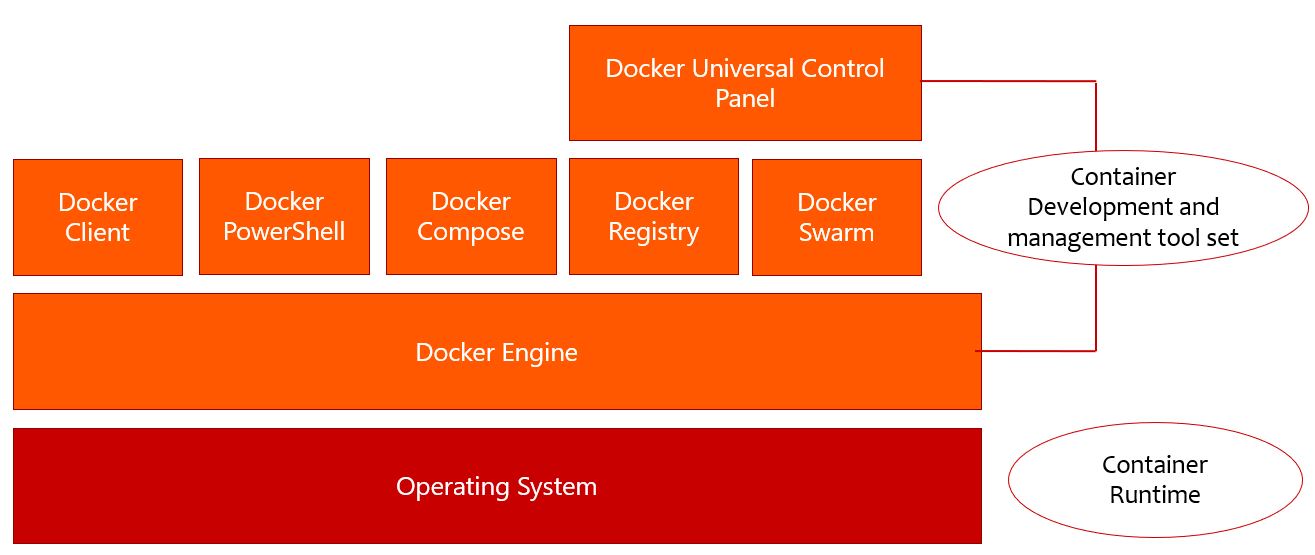 Docker Universal Control
Panel
Docker
Client
Docker
PowerShell
Docker
Compose
Docker
Registry
Docker
Swarm
Container
Development and
management tool set
Docker Engine
Operating System
Container
Runtime